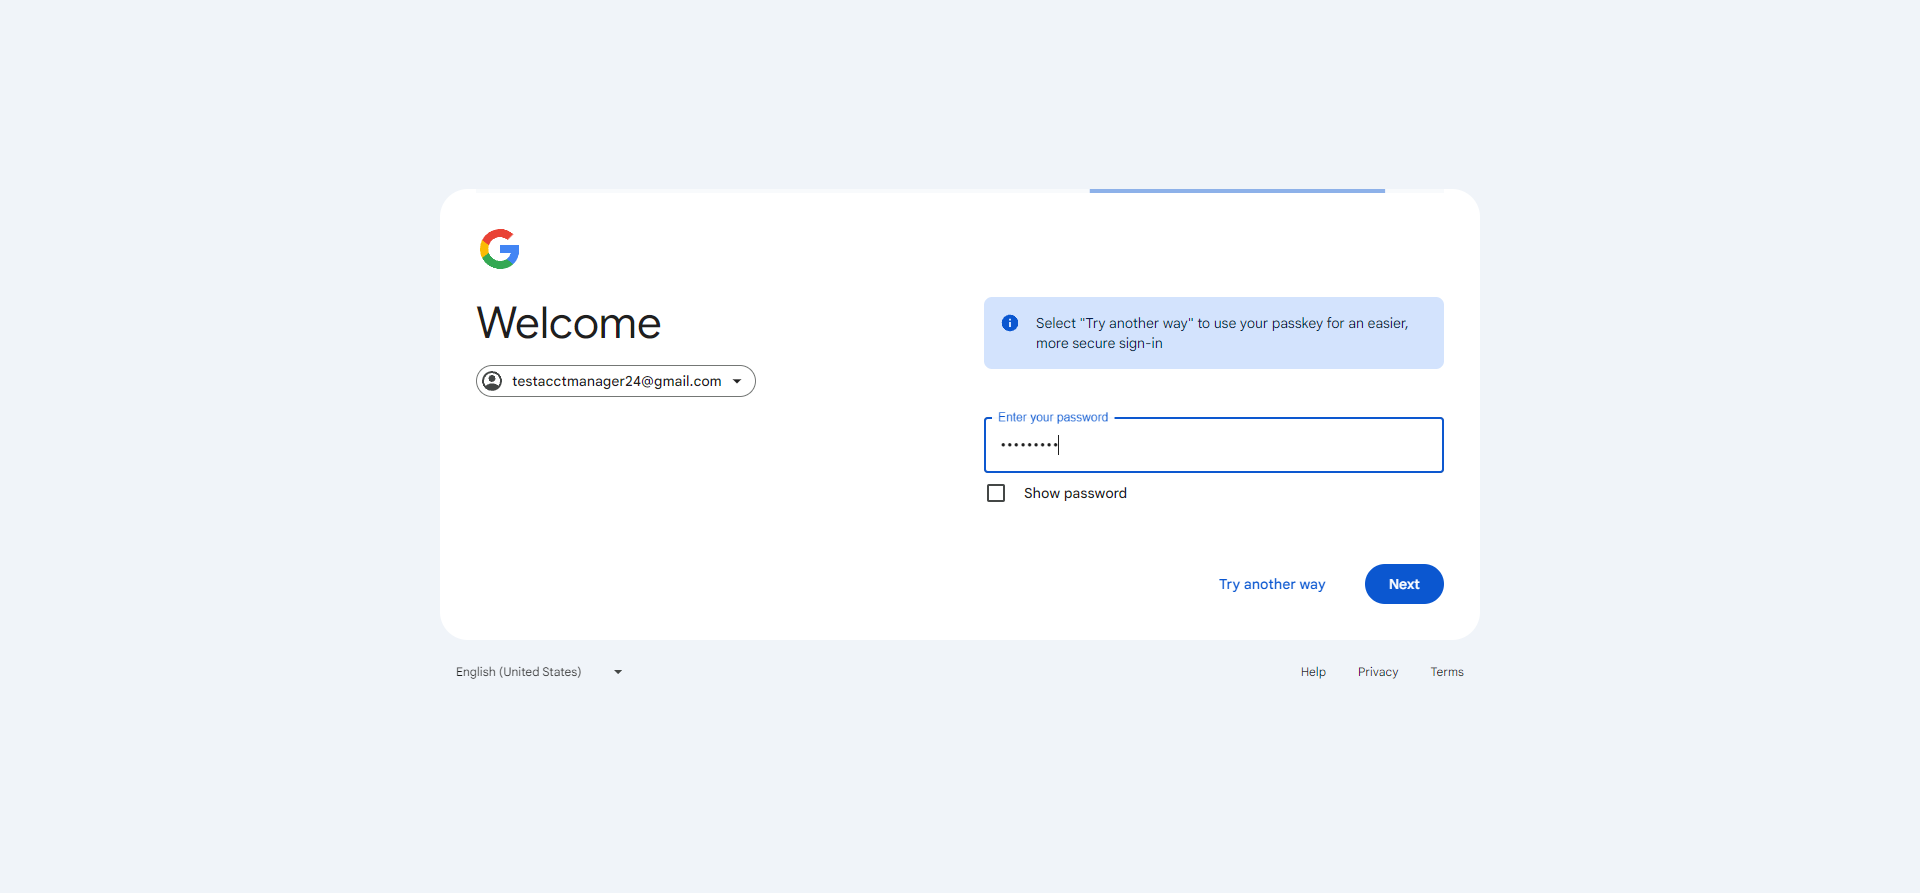 Welcome
testacctmanager24@gmail.com
Select "Try another way" to use your passkey for an easier,
more secure sign-in
Enter your password
•••••••••
Show password
Try another way
Next
English (United States)
Help
Privacy
Terms